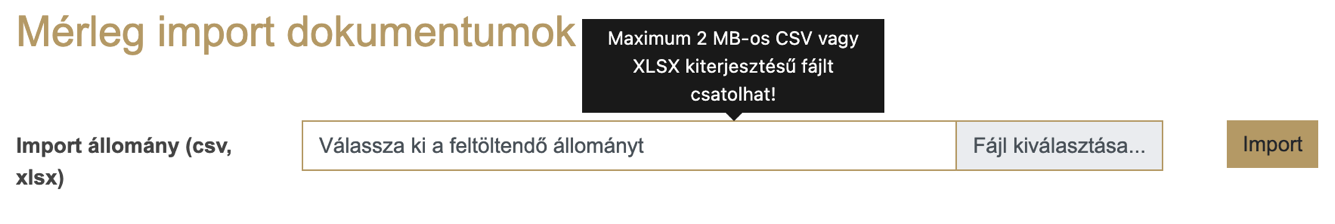 Mérleg import dokumentumok
Maximum 2 MB-os CSV vagy
XLSX kiterjesztésű fájlt
csatolhat!
Import állomány (csv,
xlsx)
Válassza ki a feltöltendő állományt
Fájl kiválasztása...
Import